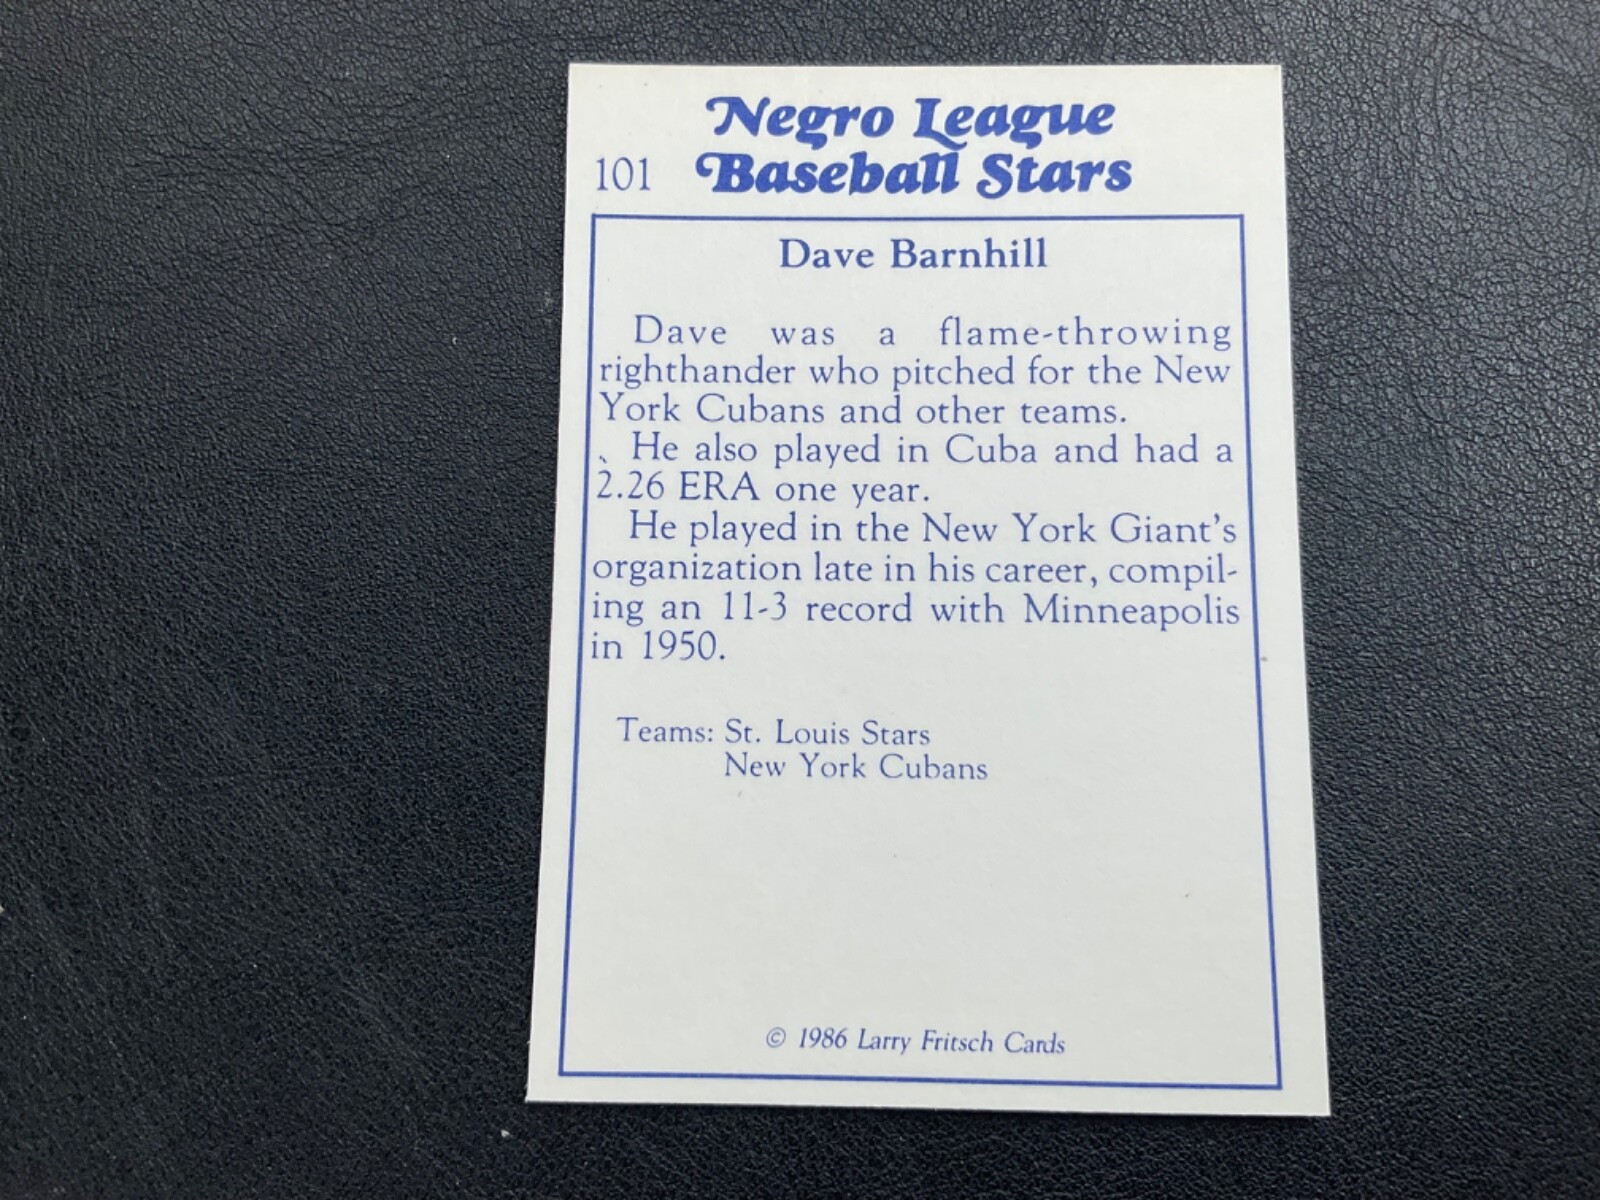 Negro League
101 Baseball Stars
Dave Barnhill
Dave was a flame-throwing
righthander who pitched for the New
York Cubans and other teams.
He also played in Cuba and had a
2.26 ERA one year.
He played in the New York Giant's
organization late in his career, compil-
ing an 11-3 record with Minneapolis
in 1950.
Teams: St. Louis Stars
New York Cubans
© 1986 Larry Fritsch Cards